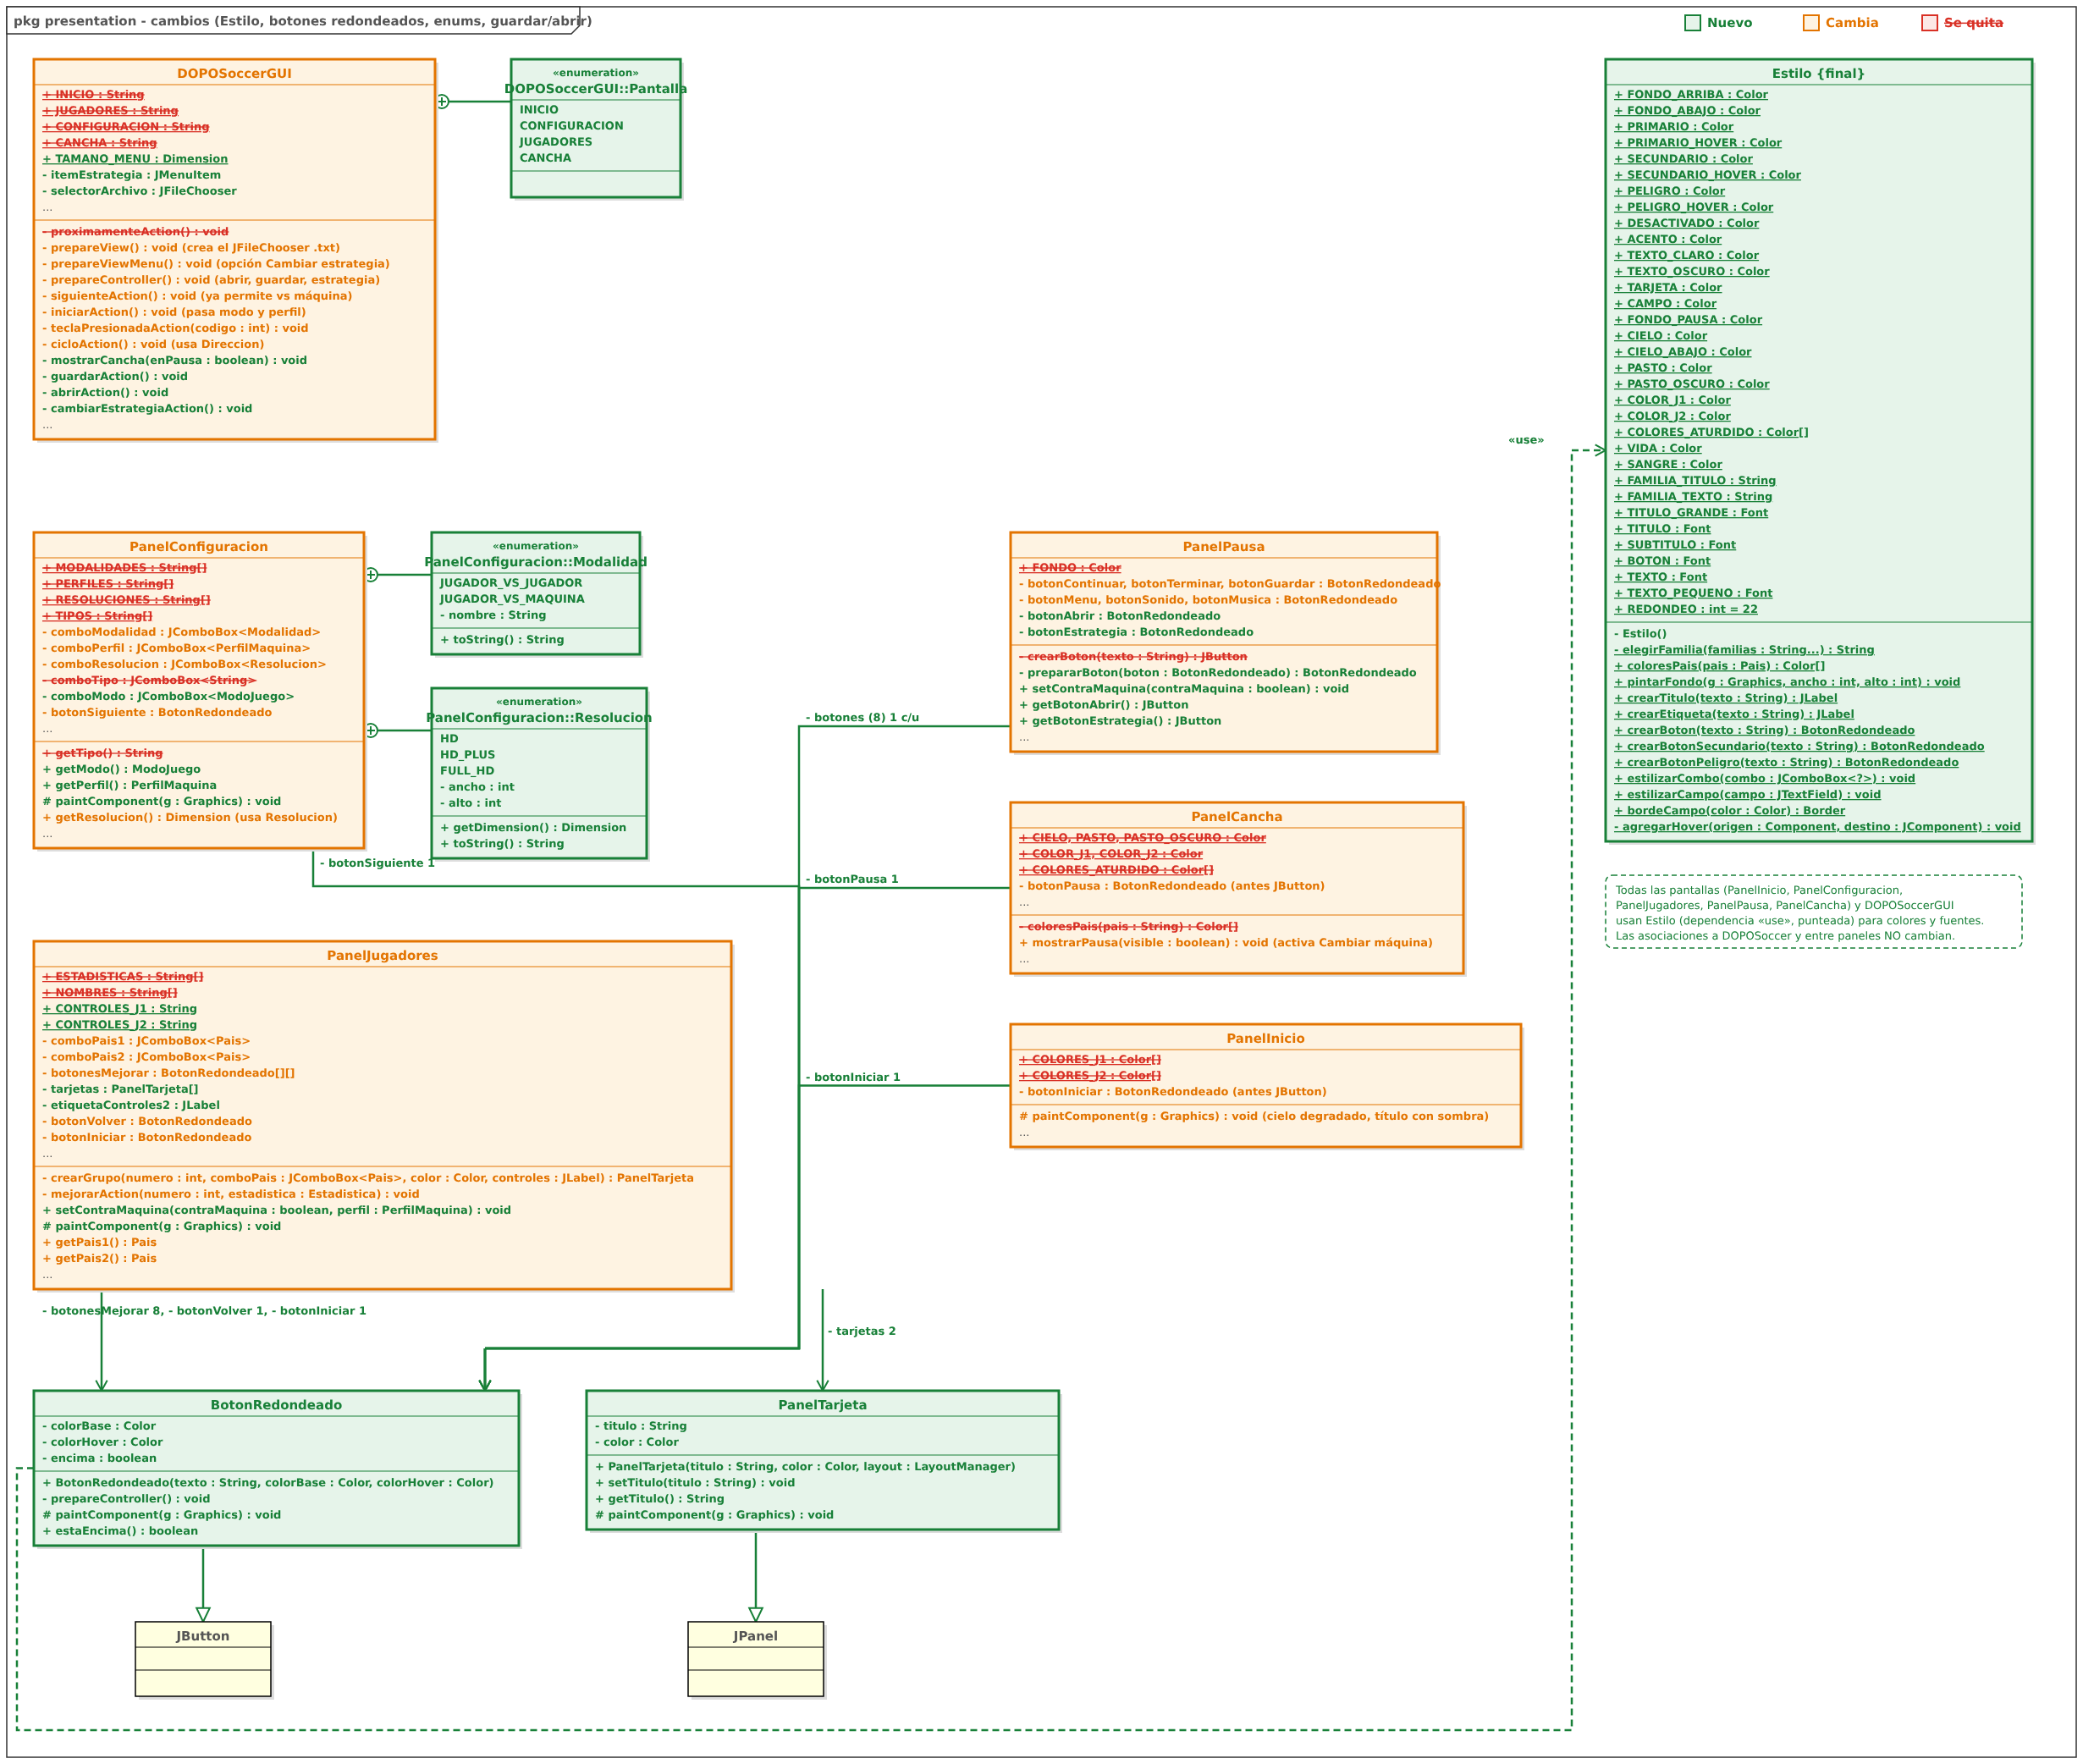 pkg presentation - cambios (Estilo, botones redondeados, enums, guardar/abrir)
Nuevo
Cambia
Se quita
DOPOSoccerGUI
+ INICIO : String
+ JUGADORES : String
+ CONFIGURACION : String
+ CANCHA : String
+ TAMANO_MENU : Dimension
- itemEstrategia : JMenuItem
- selectorArchivo : JFileChooser
...
- proximamenteAction() : void
- prepareView() : void (crea el JFileChooser .txt)
- prepareViewMenu() : void (opción Cambiar estrategia)
- prepareController() : void (abrir, guardar, estrategia)
- siguienteAction() : void (ya permite vs máquina)
- iniciarAction() : void (pasa modo y perfil)
- teclaPresionadaAction(codigo : int) : void
- cicloAction() : void (usa Direccion)
- mostrarCancha(enPausa : boolean) : void
- guardarAction() : void
- abrirAction() : void
- cambiarEstrategiaAction() : void
...
«enumeration»
DOPOSoccerGUI::Pantalla
INICIO
CONFIGURACION
JUGADORES
CANCHA
Estilo {final}
+ FONDO_ARRIBA : Color
+ FONDO_ABAJO : Color
+ PRIMARIO : Color
+ PRIMARIO_HOVER : Color
+ SECUNDARIO : Color
+ SECUNDARIO_HOVER : Color
+ PELIGRO : Color
+ PELIGRO_HOVER : Color
+ DESACTIVADO : Color
+ ACENTO : Color
+ TEXTO_CLARO : Color
+ TEXTO_OSCURO : Color
+ TARJETA : Color
+ CAMPO : Color
+ FONDO_PAUSA : Color
+ CIELO : Color
+ CIELO_ABAJO : Color
+ PASTO : Color
+ PASTO_OSCURO : Color
+ COLOR_J1 : Color
+ COLOR_J2 : Color
+ COLORES_ATURDIDO : Color[]
+ VIDA : Color
+ SANGRE : Color
+ FAMILIA_TITULO : String
+ FAMILIA_TEXTO : String
+ TITULO_GRANDE : Font
+ TITULO : Font
+ SUBTITULO : Font
+ BOTON : Font
+ TEXTO : Font
+ TEXTO_PEQUENO : Font
+ REDONDEO : int = 22
- Estilo()
- elegirFamilia(familias : String...) : String
+ coloresPais(pais : Pais) : Color[]
+ pintarFondo(g : Graphics, ancho : int, alto : int) : void
+ crearTitulo(texto : String) : JLabel
+ crearEtiqueta(texto : String) : JLabel
+ crearBoton(texto : String) : BotonRedondeado
+ crearBotonSecundario(texto : String) : BotonRedondeado
+ crearBotonPeligro(texto : String) : BotonRedondeado
+ estilizarCombo(combo : JComboBox<?>) : void
+ estilizarCampo(campo : JTextField) : void
+ bordeCampo(color : Color) : Border
- agregarHover(origen : Component, destino : JComponent) : void
«use»
PanelConfiguracion
+ MODALIDADES : String[]
+ PERFILES : String[]
+ RESOLUCIONES : String[]
+ TIPOS : String[]
- comboModalidad : JComboBox<Modalidad>
- comboPerfil : JComboBox<PerfilMaquina>
- comboResolucion : JComboBox<Resolucion>
- comboTipo : JComboBox<String>
- comboModo : JComboBox<ModoJuego>
- botonSiguiente : BotonRedondeado
...
+ getTipo() : String
+ getModo() : ModoJuego
+ getPerfil() : PerfilMaquina
# paintComponent(g : Graphics) : void
+ getResolucion() : Dimension (usa Resolucion)
...
«enumeration»
PanelConfiguracion::Modalidad
JUGADOR_VS_JUGADOR
JUGADOR_VS_MAQUINA
- nombre : String
+ toString() : String
«enumeration»
PanelConfiguracion::Resolucion
HD
HD_PLUS
FULL_HD
- ancho : int
- alto : int
+ getDimension() : Dimension
+ toString() : String
- botonSiguiente 1
PanelPausa
+ FONDO : Color
- botonContinuar, botonTerminar, botonGuardar : BotonRedondeado
- botonMenu, botonSonido, botonMusica : BotonRedondeado
- botonAbrir : BotonRedondeado
- botonEstrategia : BotonRedondeado
- crearBoton(texto : String) : JButton
- prepararBoton(boton : BotonRedondeado) : BotonRedondeado
+ setContraMaquina(contraMaquina : boolean) : void
+ getBotonAbrir() : JButton
+ getBotonEstrategia() : JButton
...
- botones (8) 1 c/u
PanelCancha
+ CIELO, PASTO, PASTO_OSCURO : Color
+ COLOR_J1, COLOR_J2 : Color
+ COLORES_ATURDIDO : Color[]
- botonPausa : BotonRedondeado (antes JButton)
...
- coloresPais(pais : String) : Color[]
+ mostrarPausa(visible : boolean) : void (activa Cambiar máquina)
...
- botonPausa 1
Todas las pantallas (PanelInicio, PanelConfiguracion,
PanelJugadores, PanelPausa, PanelCancha) y DOPOSoccerGUI
usan Estilo (dependencia «use», punteada) para colores y fuentes.
Las asociaciones a DOPOSoccer y entre paneles NO cambian.
PanelJugadores
+ ESTADISTICAS : String[]
+ NOMBRES : String[]
+ CONTROLES_J1 : String
+ CONTROLES_J2 : String
- comboPais1 : JComboBox<Pais>
- comboPais2 : JComboBox<Pais>
- botonesMejorar : BotonRedondeado[][]
- tarjetas : PanelTarjeta[]
- etiquetaControles2 : JLabel
- botonVolver : BotonRedondeado
- botonIniciar : BotonRedondeado
...
- crearGrupo(numero : int, comboPais : JComboBox<Pais>, color : Color, controles : JLabel) : PanelTarjeta
- mejorarAction(numero : int, estadistica : Estadistica) : void
+ setContraMaquina(contraMaquina : boolean, perfil : PerfilMaquina) : void
# paintComponent(g : Graphics) : void
+ getPais1() : Pais
+ getPais2() : Pais
...
PanelInicio
+ COLORES_J1 : Color[]
+ COLORES_J2 : Color[]
- botonIniciar : BotonRedondeado (antes JButton)
# paintComponent(g : Graphics) : void (cielo degradado, título con sombra)
...
- botonIniciar 1
- botonesMejorar 8, - botonVolver 1, - botonIniciar 1
- tarjetas 2
BotonRedondeado
- colorBase : Color
- colorHover : Color
- encima : boolean
+ BotonRedondeado(texto : String, colorBase : Color, colorHover : Color)
- prepareController() : void
# paintComponent(g : Graphics) : void
+ estaEncima() : boolean
PanelTarjeta
- titulo : String
- color : Color
+ PanelTarjeta(titulo : String, color : Color, layout : LayoutManager)
+ setTitulo(titulo : String) : void
+ getTitulo() : String
# paintComponent(g : Graphics) : void
JButton
JPanel